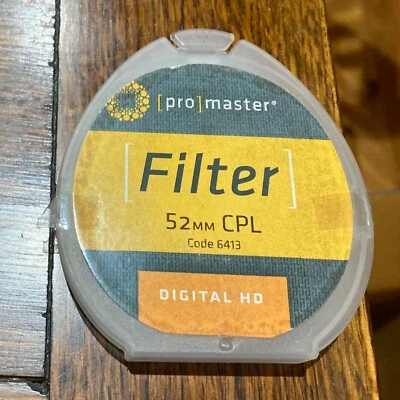 [pro]master®
[Filter]
52MM CPL
Code 6413
DIGITAL HD